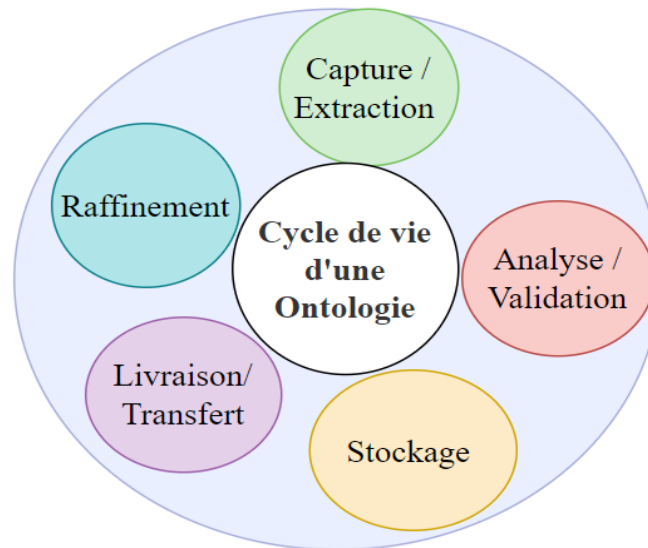 Capture /
Extraction
Raffinement
Cycle de vie
d'une
Ontologie
Analyse /
Validation
Livraison/
Transfert
Stockage